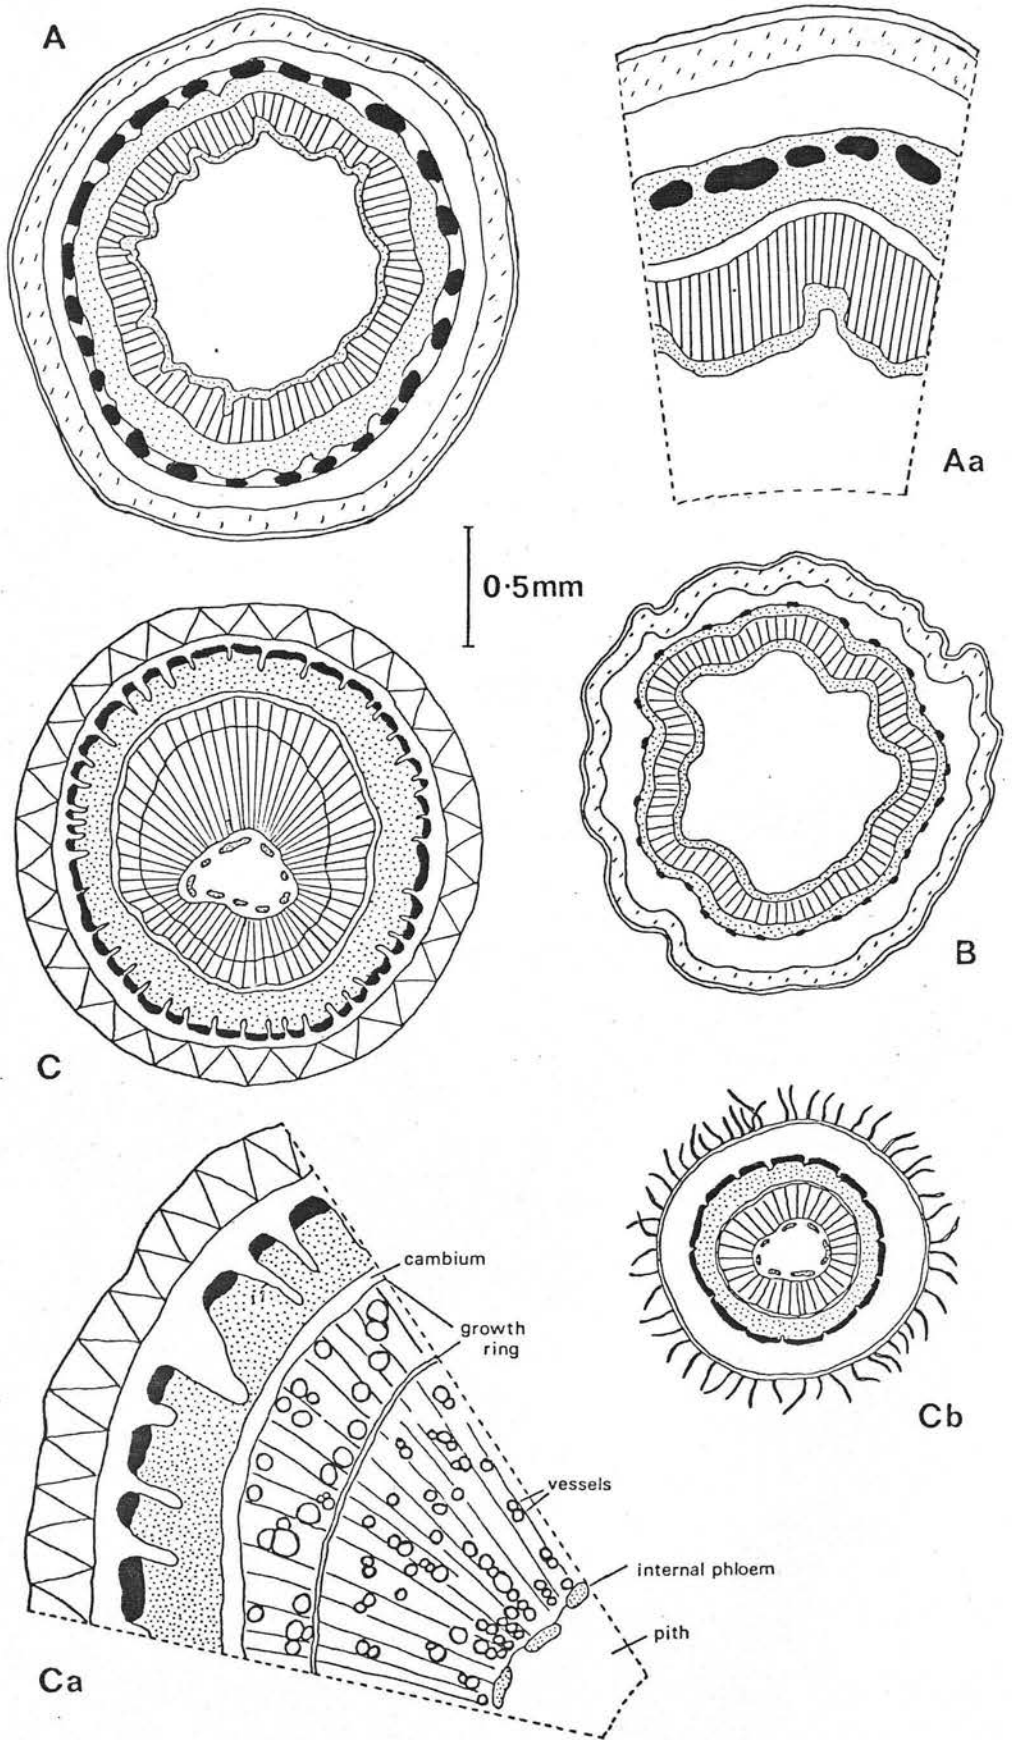 A
Aa
0·5mm
B
C
cambium
growth
ring
Cb
vessels
internal phloem
pith
Ca